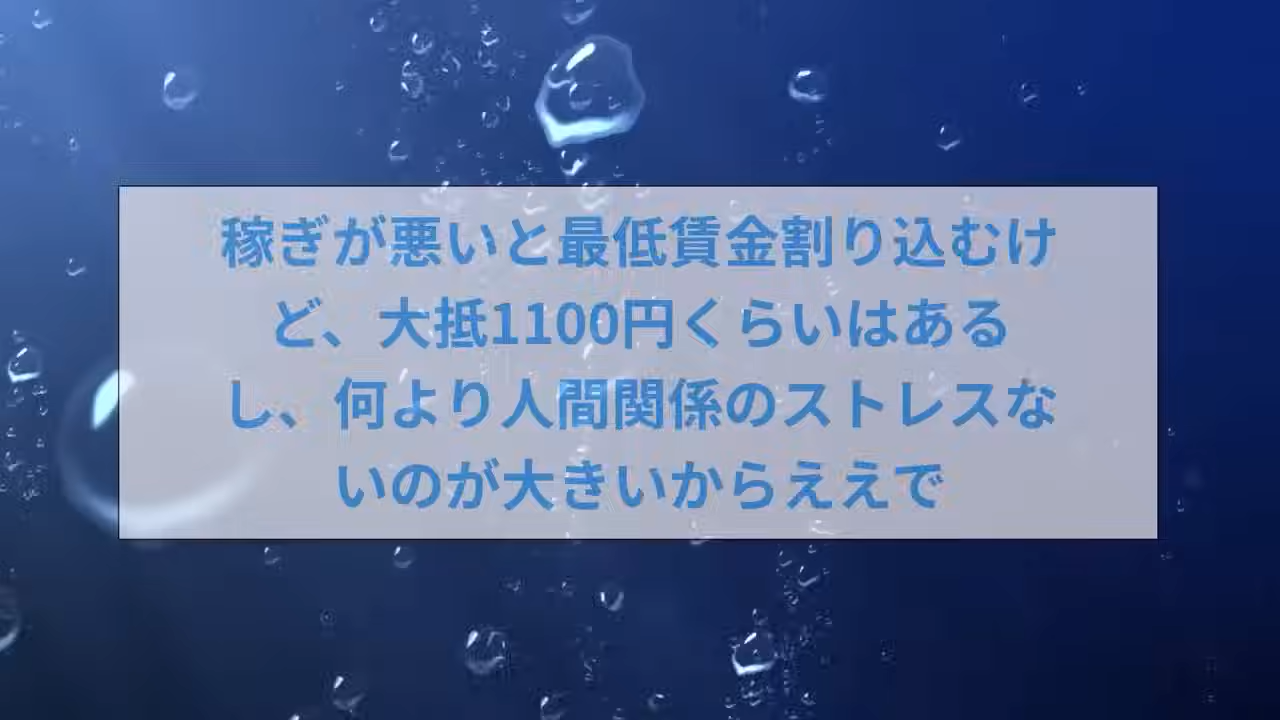 稼ぎが悪いと最低賃金割り込むけ
ど、大抵1100円くらいはある
し、何より人間関係のストレスな
いのが大きいからええで